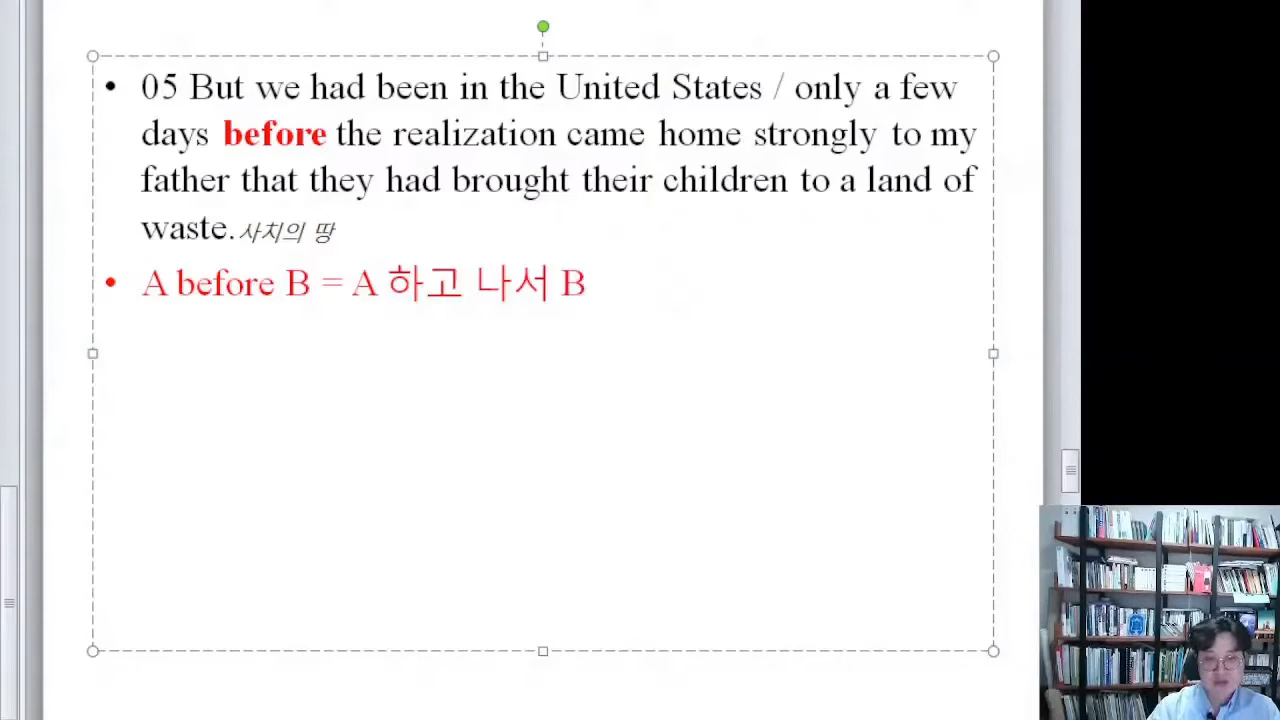 • 05 But we had been in the United States / only a few
days before the realization came home strongly to my
father that they had brought their children to a land of
waste.사치의 땅
• A before B = A 하고 나서 B